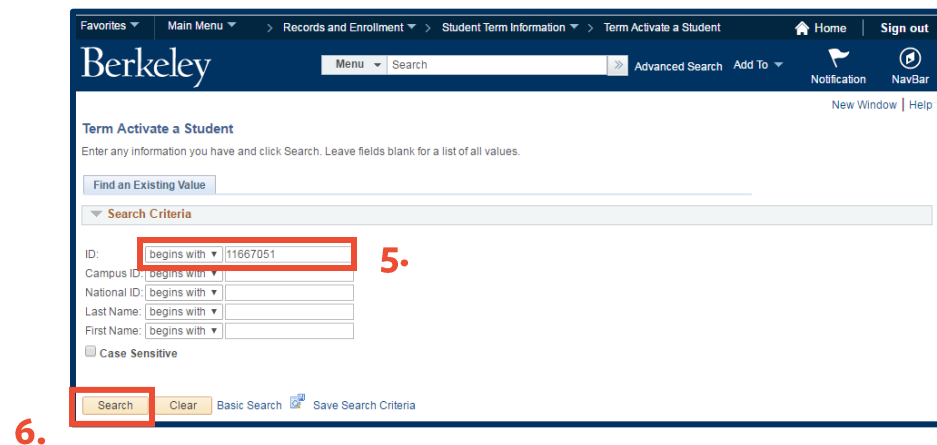 Favorites Main Menu > Records and Enrollment > Student Term Information > Term Activate a Student Home Sign out
Berkeley Menu Search » Advanced Search Add To Notification NavBar
New Window | Help
Term Activate a Student
Enter any information you have and click Search. Leave fields blank for a list of all values.
Find an Existing Value
Search Criteria
ID: begins with 11667051 5.
Campus ID: begins with
National ID: begins with
Last Name: begins with
First Name: begins with
Case Sensitive
Search Clear Basic Search Save Search Criteria
6.